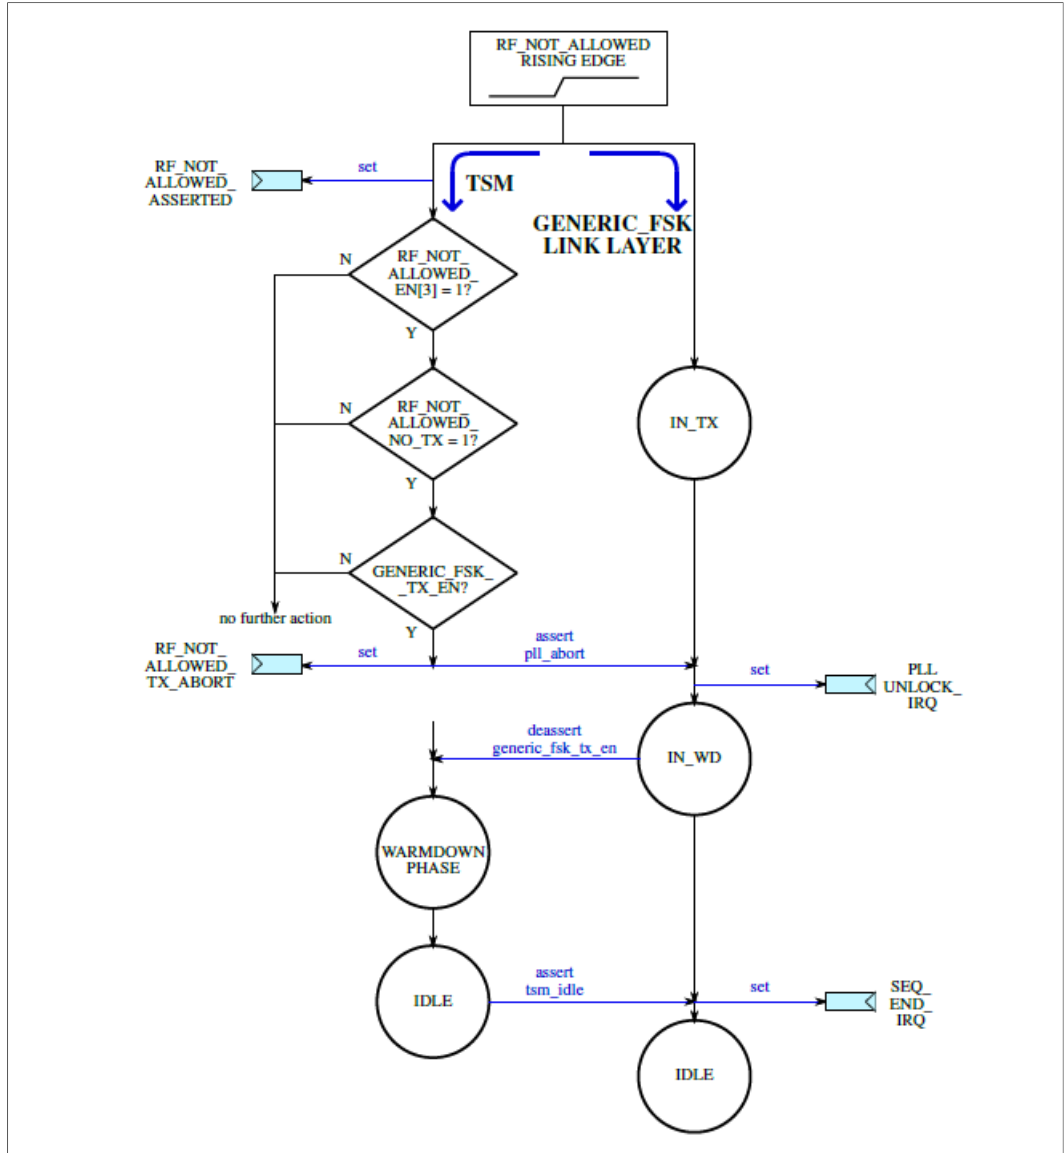 RF_NOT_ALLOWED
RISING EDGE
RF_NOT_
ALLOWED_
ASSERTED
set
TSM
GENERIC_FSK
LINK LAYER
N
RF_NOT_
ALLOWED_
EN[3] = 1?
Y
N
RF_NOT_
ALLOWED_
NO_TX = 1?
Y
IN_TX
N
GENERIC_FSK_
_TX_EN?
Y
no further action
RF_NOT_
ALLOWED_
TX_ABORT
set
assert
pll_abort
set
PLL
UNLOCK_
IRQ
deassert
generic_fsk_tx_en
IN_WD
WARMDOWN
PHASE
IDLE
assert
tsm_idle
set
SEQ_
END_
IRQ
IDLE